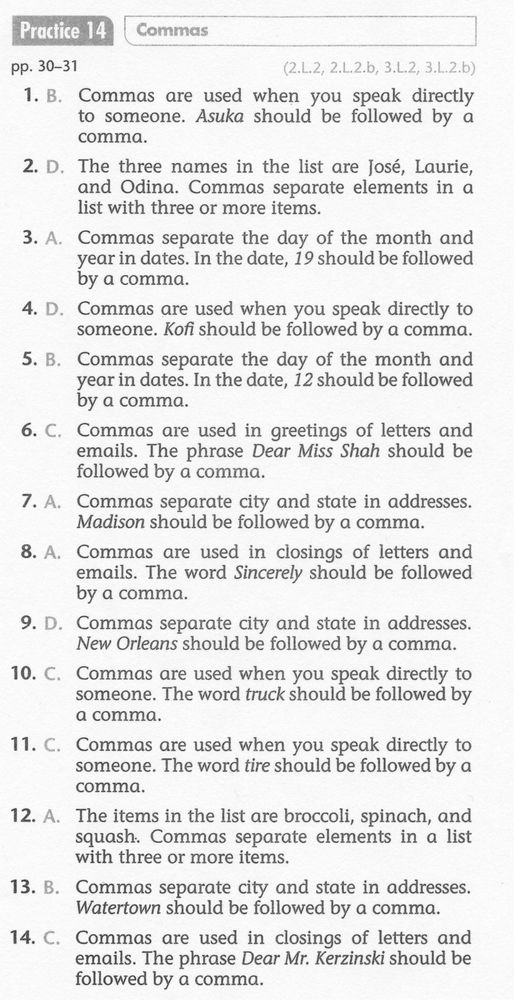 Practice 14 Commas
pp. 30–31 (2.L.2, 2.L.2.b, 3.L.2, 3.L.2.b)
1. B. Commas are used when you speak directly
to someone. Asuka should be followed by a
comma.
2. D. The three names in the list are José, Laurie,
and Odina. Commas separate elements in a
list with three or more items.
3. A. Commas separate the day of the month and
year in dates. In the date, 19 should be followed
by a comma.
4. D. Commas are used when you speak directly to
someone. Kofi should be followed by a comma.
5. B. Commas separate the day of the month and
year in dates. In the date, 12 should be followed
by a comma.
6. C. Commas are used in greetings of letters and
emails. The phrase Dear Miss Shah should be
followed by a comma.
7. A. Commas separate city and state in addresses.
Madison should be followed by a comma.
8. A. Commas are used in closings of letters and
emails. The word Sincerely should be followed
by a comma.
9. D. Commas separate city and state in addresses.
New Orleans should be followed by a comma.
10. C. Commas are used when you speak directly to
someone. The word truck should be followed by
a comma.
11. C. Commas are used when you speak directly to
someone. The word tire should be followed by a
comma.
12. A. The items in the list are broccoli, spinach, and
squash. Commas separate elements in a list
with three or more items.
13. B. Commas separate city and state in addresses.
Watertown should be followed by a comma.
14. C. Commas are used in closings of letters and
emails. The phrase Dear Mr. Kerzinski should be
followed by a comma.